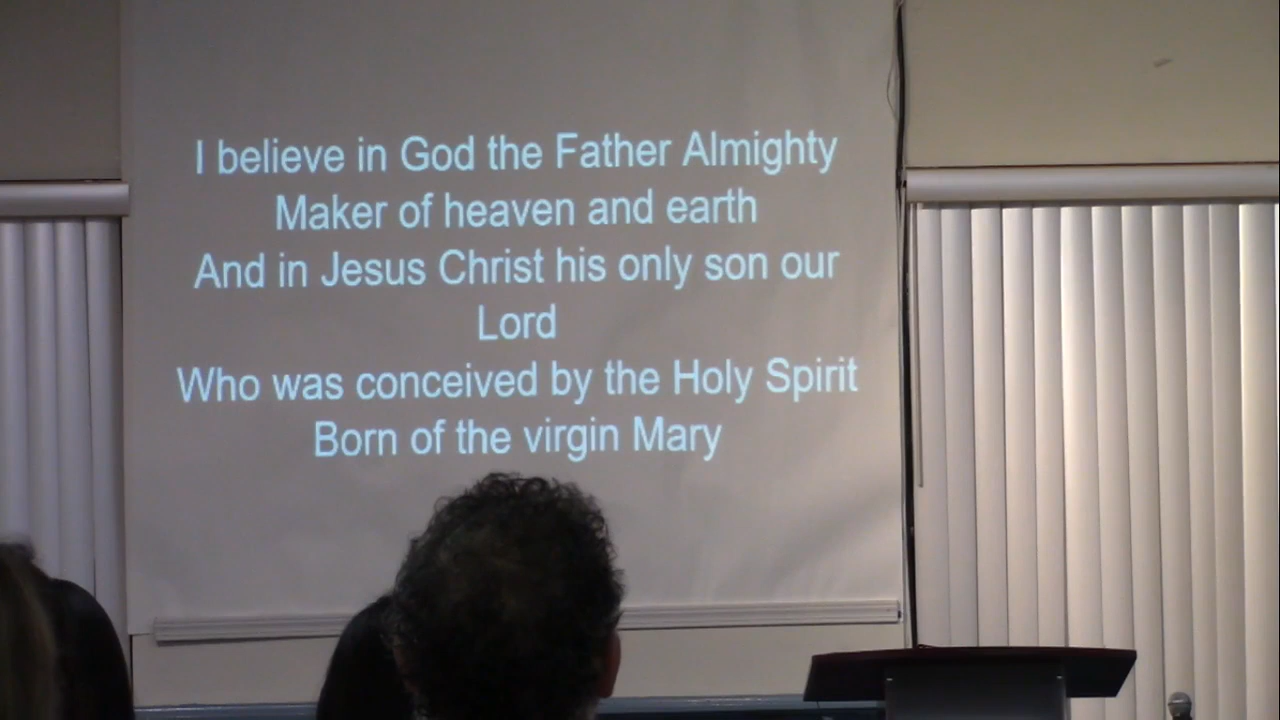 I believe in God the Father Almighty
Maker of heaven and earth
And in Jesus Christ his only son our
Lord
Who was conceived by the Holy Spirit
Born of the virgin Mary